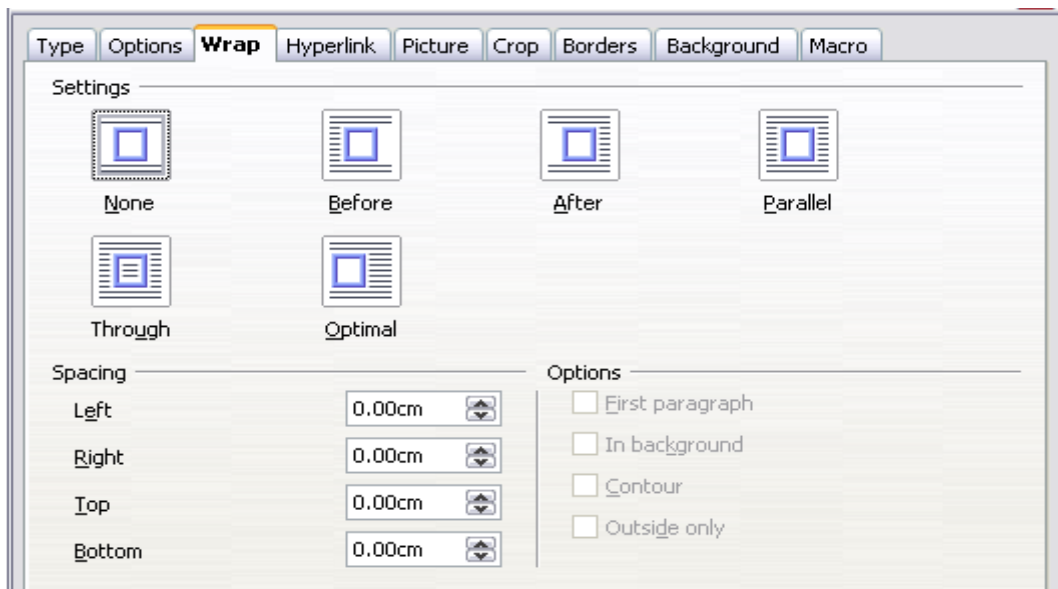 Type Options Wrap Hyperlink Picture Crop Borders Background Macro
Settings
None Before After Parallel
Through Optimal
Spacing Options
Left 0.00cm First paragraph
Right 0.00cm In background
Top 0.00cm Contour
Bottom 0.00cm Outside only